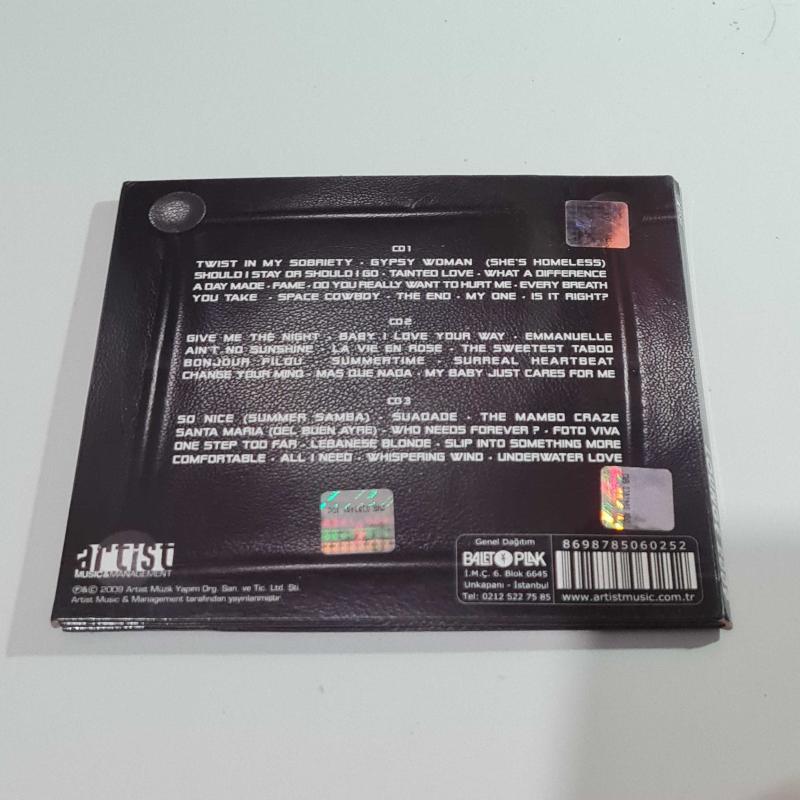 CD 1
TWIST IN MY SOBRIETY • GYPSY WOMAN (SHE'S HOMELESS)
SHOULD I STAY OR SHOULD I GO • TAINTED LOVE • WHAT A DIFFERENCE
A DAY MADE • FAME • DO YOU REALLY WANT TO HURT ME • EVERY BREATH
YOU TAKE • SPACE COWBOY • THE END • MY ONE • IS IT RIGHT?
CD 2
GIVE ME THE NIGHT • BABY I LOVE YOUR WAY • EMMANUELLE
AIN'T NO SUNSHINE LA VIE EN ROSE • THE SWEETEST TABOO
BONJOUR PILOU SUMMERTIME • SURREAL HEARTBEAT
CHANGE YOUR MIND • MAS QUE NADA • MY BABY JUST CARES FOR ME
CD 3
SO NICE (SUMMER SAMBA) • SUADADE • THE MAMBO CRAZE
SANTA MARIA (DEL BUEN AYRE) • WHO NEEDS FOREVER ? • FOTO VIVA
ONE STEP TOO FAR • LEBANESE BLONDE • SLIP INTO SOMETHING MORE
COMFORTABLE • ALL I NEED • WHISPERING WIND • UNDERWATER LOVE
artist
MUSIC & MANAGEMENT
℗&© 2009 Artist Müzik Yapım Org. San. ve Tic. Ltd. Şti.
Artist Music & Management tarafından yayınlanmıştır.
Genel Dağıtım
BALET PLAK
İ.M.Ç. 6. Blok 6645
Unkapanı - İstanbul
Tel: 0212 522 75 85
8698785060252
www.artistmusic.com.tr